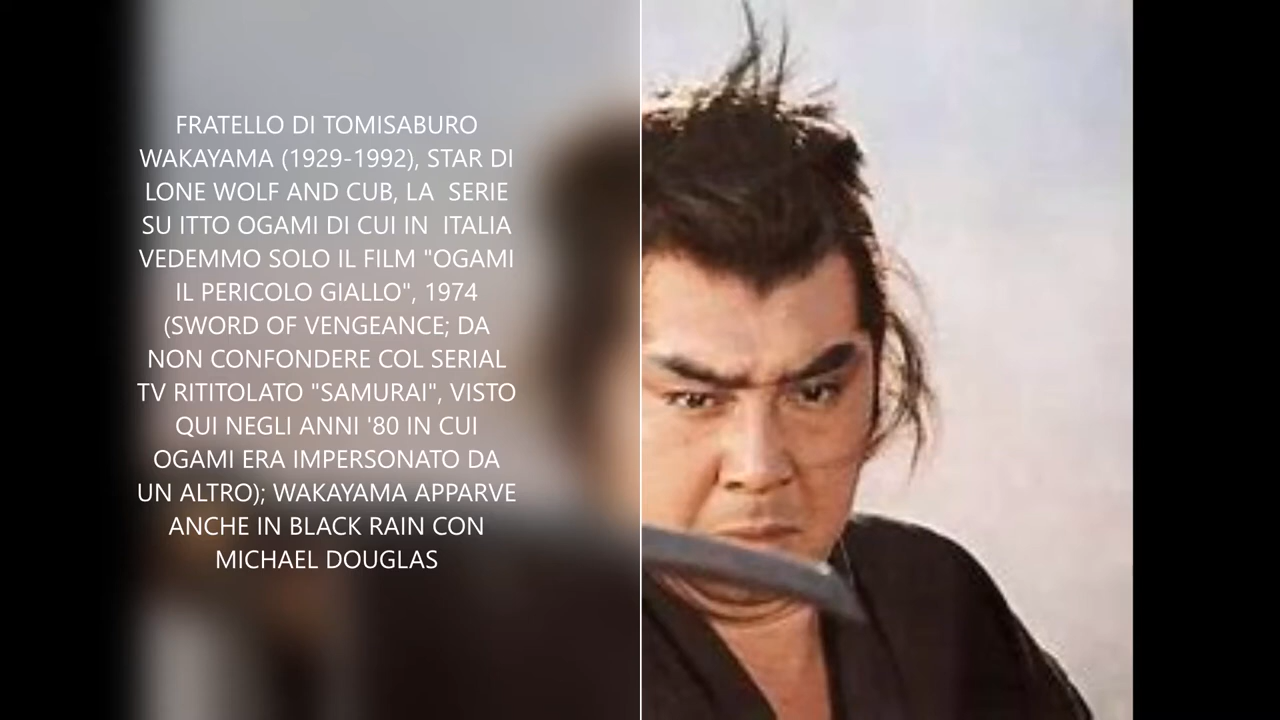 FRATELLO DI TOMISABURO
WAKAYAMA (1929-1992), STAR DI
LONE WOLF AND CUB, LA  SERIE
SU ITTO OGAMI DI CUI IN  ITALIA
VEDEMMO SOLO IL FILM "OGAMI
IL PERICOLO GIALLO", 1974
(SWORD OF VENGEANCE; DA
NON CONFONDERE COL SERIAL
TV RITITOLATO "SAMURAI", VISTO
QUI NEGLI ANNI '80 IN CUI
OGAMI ERA IMPERSONATO DA
UN ALTRO); WAKAYAMA APPARVE
ANCHE IN BLACK RAIN CON
MICHAEL DOUGLAS